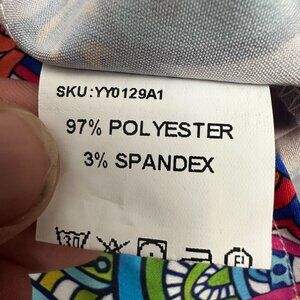 SKU:YY0129A1
97% POLYESTER
3% SPANDEX
30